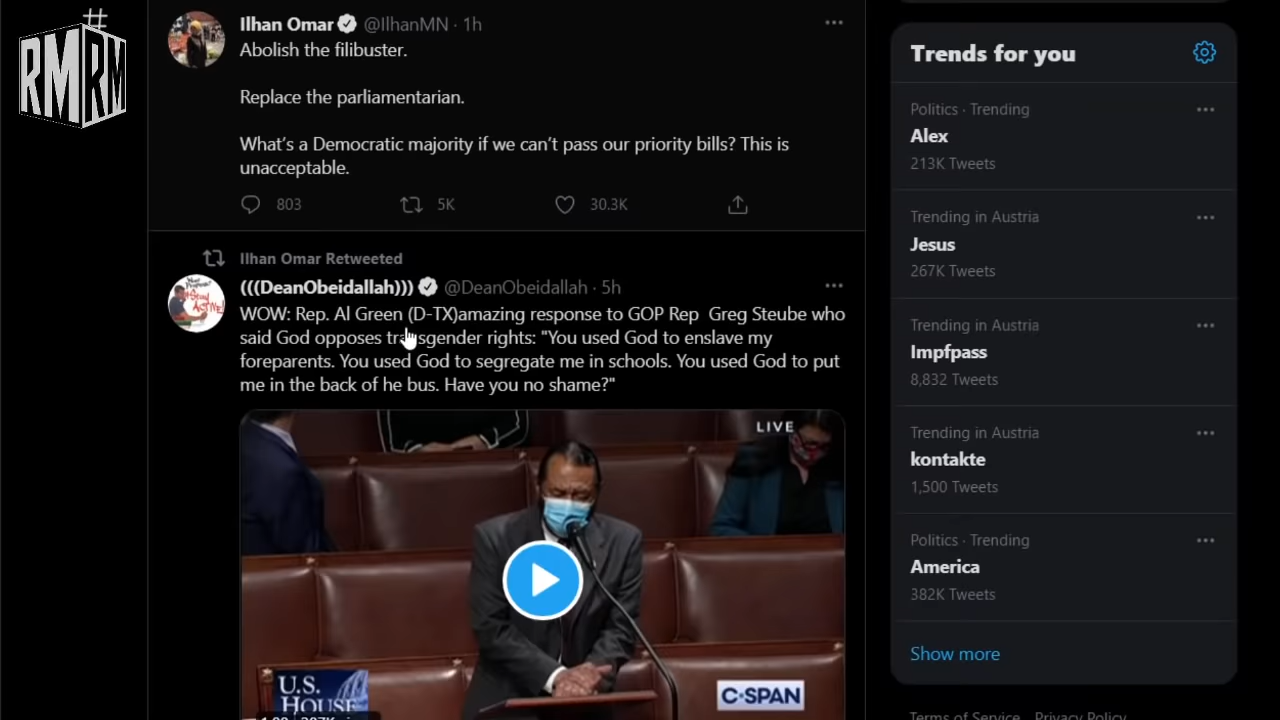 #
RMRM
Ilhan Omar @IlhanMN · 1h
Abolish the filibuster.
Replace the parliamentarian.
What's a Democratic majority if we can't pass our priority bills? This is
unacceptable.
803 5K 30.3K
Ilhan Omar Retweeted
(((DeanObeidallah))) @DeanObeidallah · 5h
WOW: Rep. Al Green (D-TX)amazing response to GOP Rep Greg Steube who
said God opposes transgender rights: "You used God to enslave my
foreparents. You used God to segregate me in schools. You used God to put
me in the back of he bus. Have you no shame?"
LIVE
U.S.
HOUSE
C-SPAN
Trends for you
Politics · Trending
Alex
213K Tweets
Trending in Austria
Jesus
267K Tweets
Trending in Austria
Impfpass
8,832 Tweets
Trending in Austria
kontakte
1,500 Tweets
Politics · Trending
America
382K Tweets
Show more
Terms of Service Privacy Policy